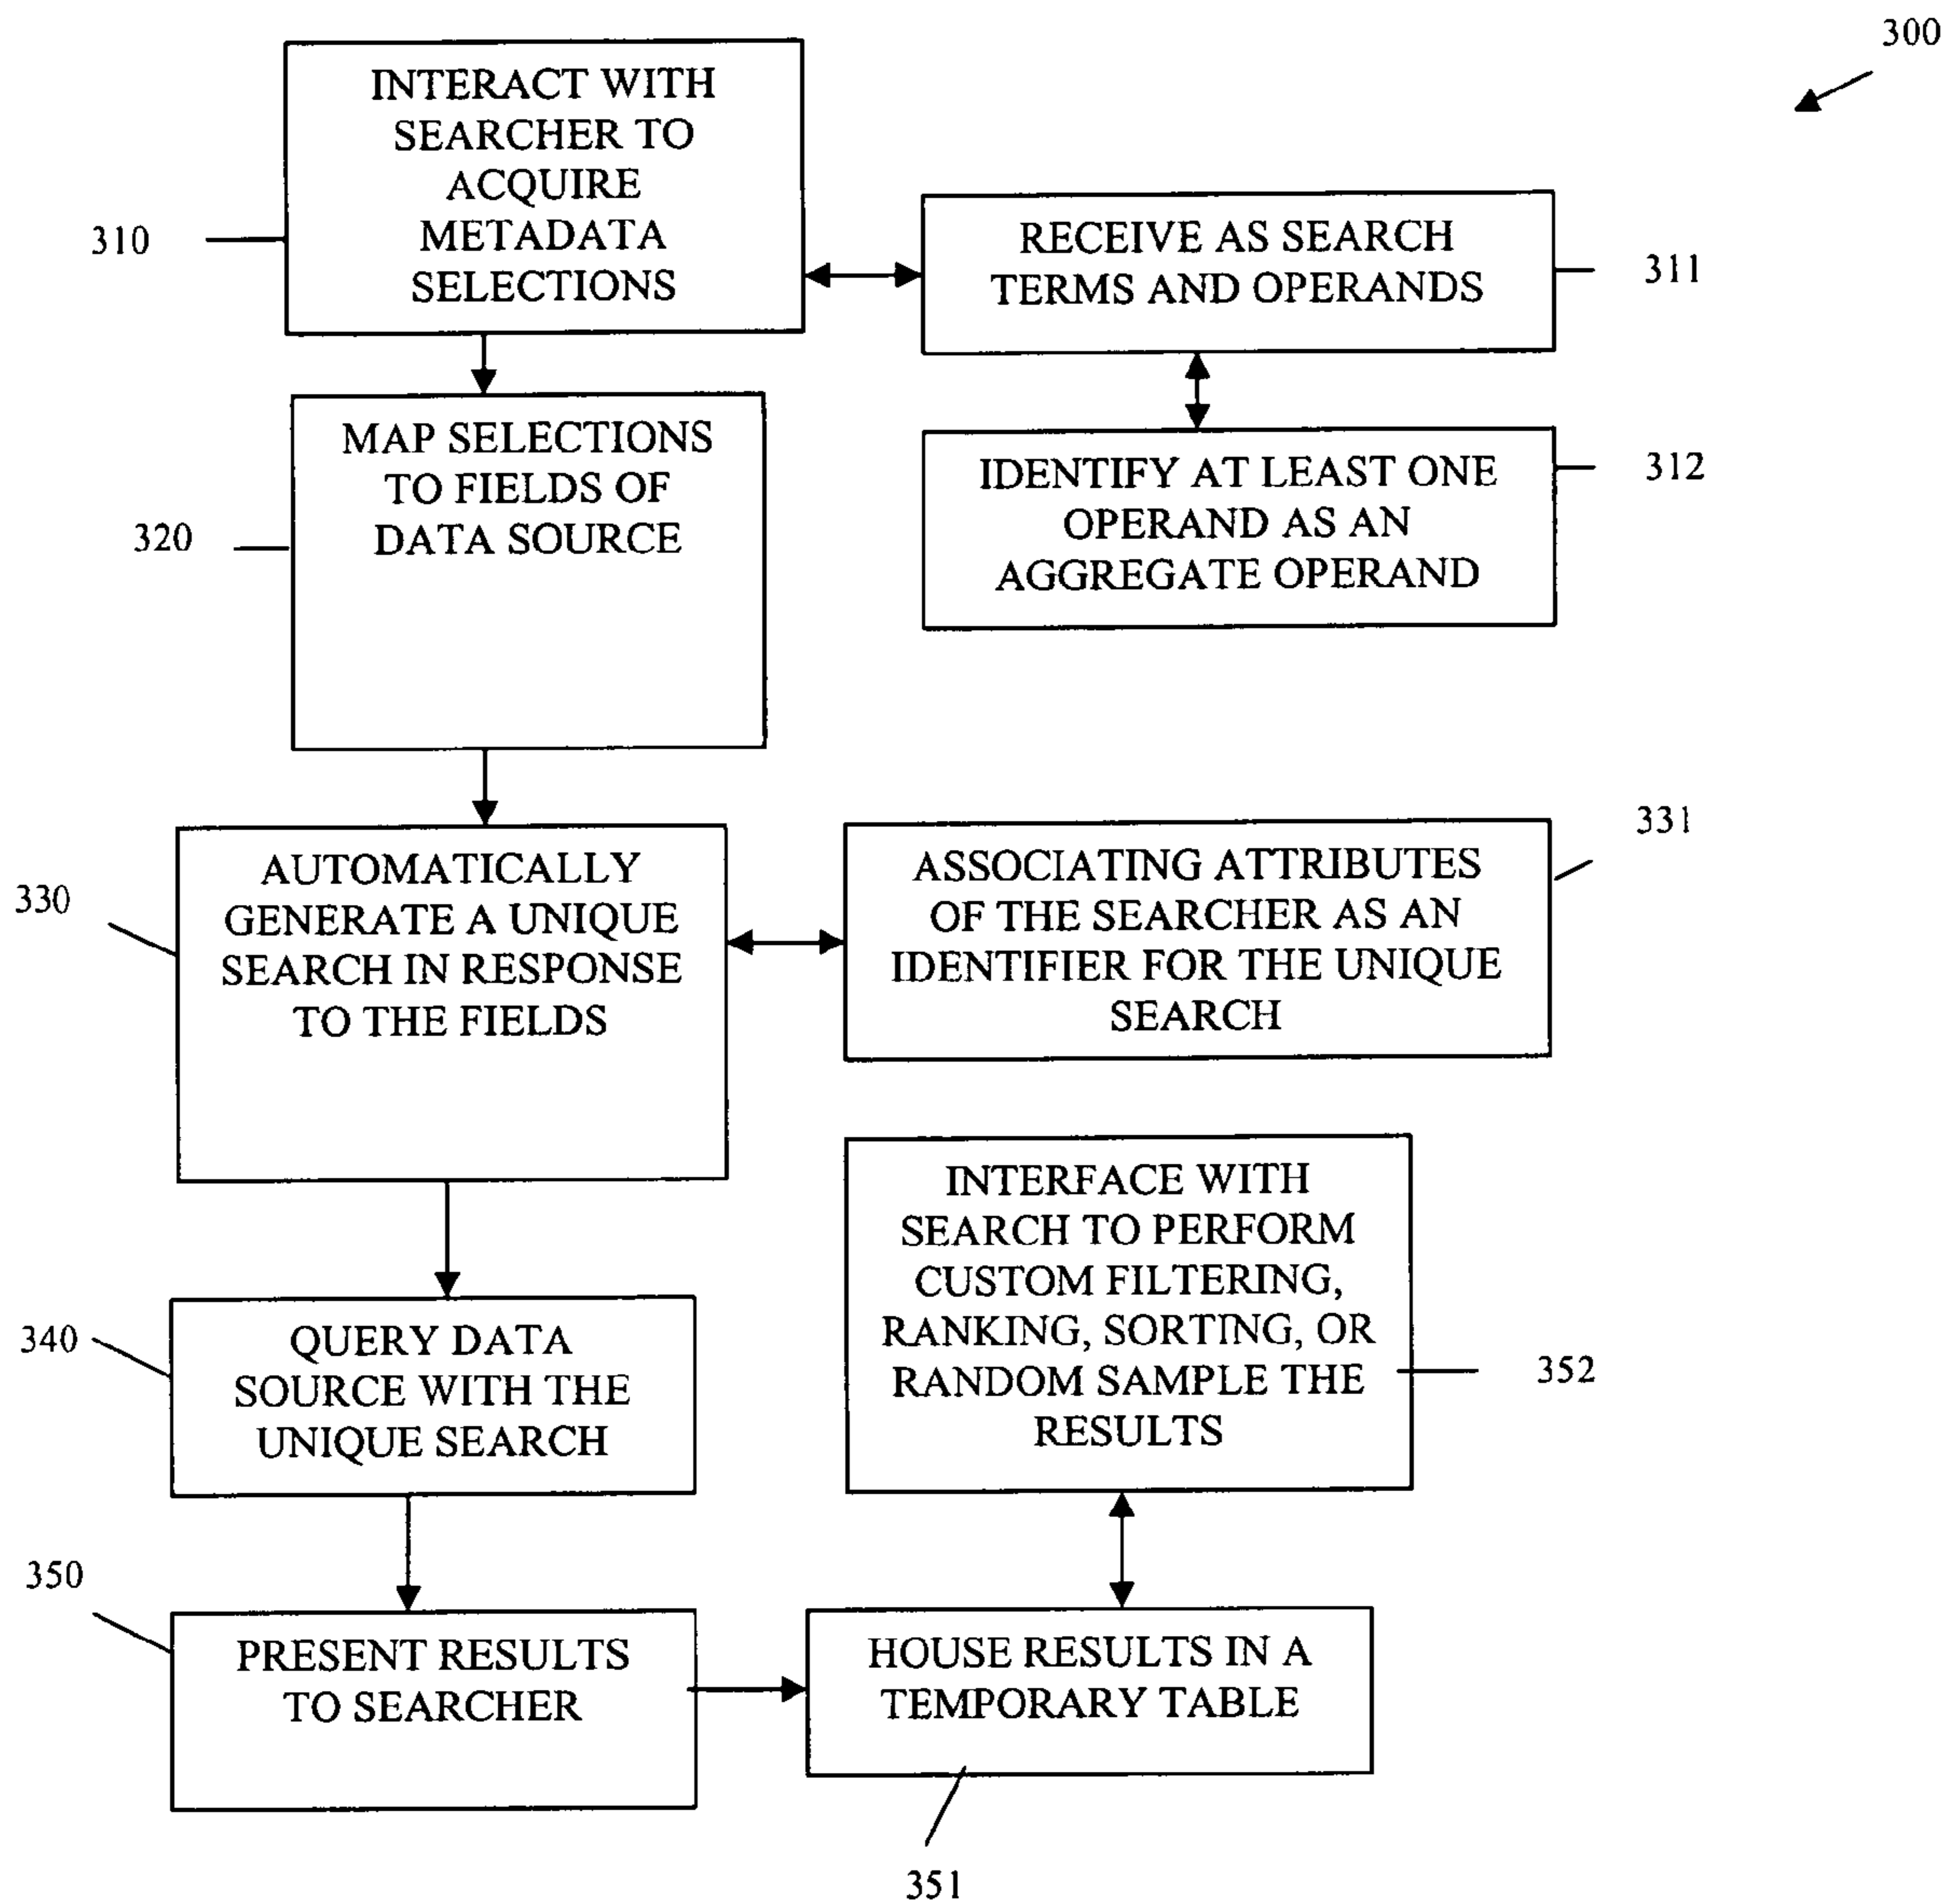 300
INTERACT WITH
SEARCHER TO
ACQUIRE
METADATA
SELECTIONS
310
RECEIVE AS SEARCH
TERMS AND OPERANDS
311
MAP SELECTIONS
TO FIELDS OF
DATA SOURCE
320
IDENTIFY AT LEAST ONE
OPERAND AS AN
AGGREGATE OPERAND
312
AUTOMATICALLY
GENERATE A UNIQUE
SEARCH IN RESPONSE
TO THE FIELDS
330
ASSOCIATING ATTRIBUTES
OF THE SEARCHER AS AN
IDENTIFIER FOR THE UNIQUE
SEARCH
331
INTERFACE WITH
SEARCH TO PERFORM
CUSTOM FILTERING,
RANKING, SORTING, OR
RANDOM SAMPLE THE
RESULTS
352
QUERY DATA
SOURCE WITH THE
UNIQUE SEARCH
340
PRESENT RESULTS
TO SEARCHER
350
HOUSE RESULTS IN A
TEMPORARY TABLE
351